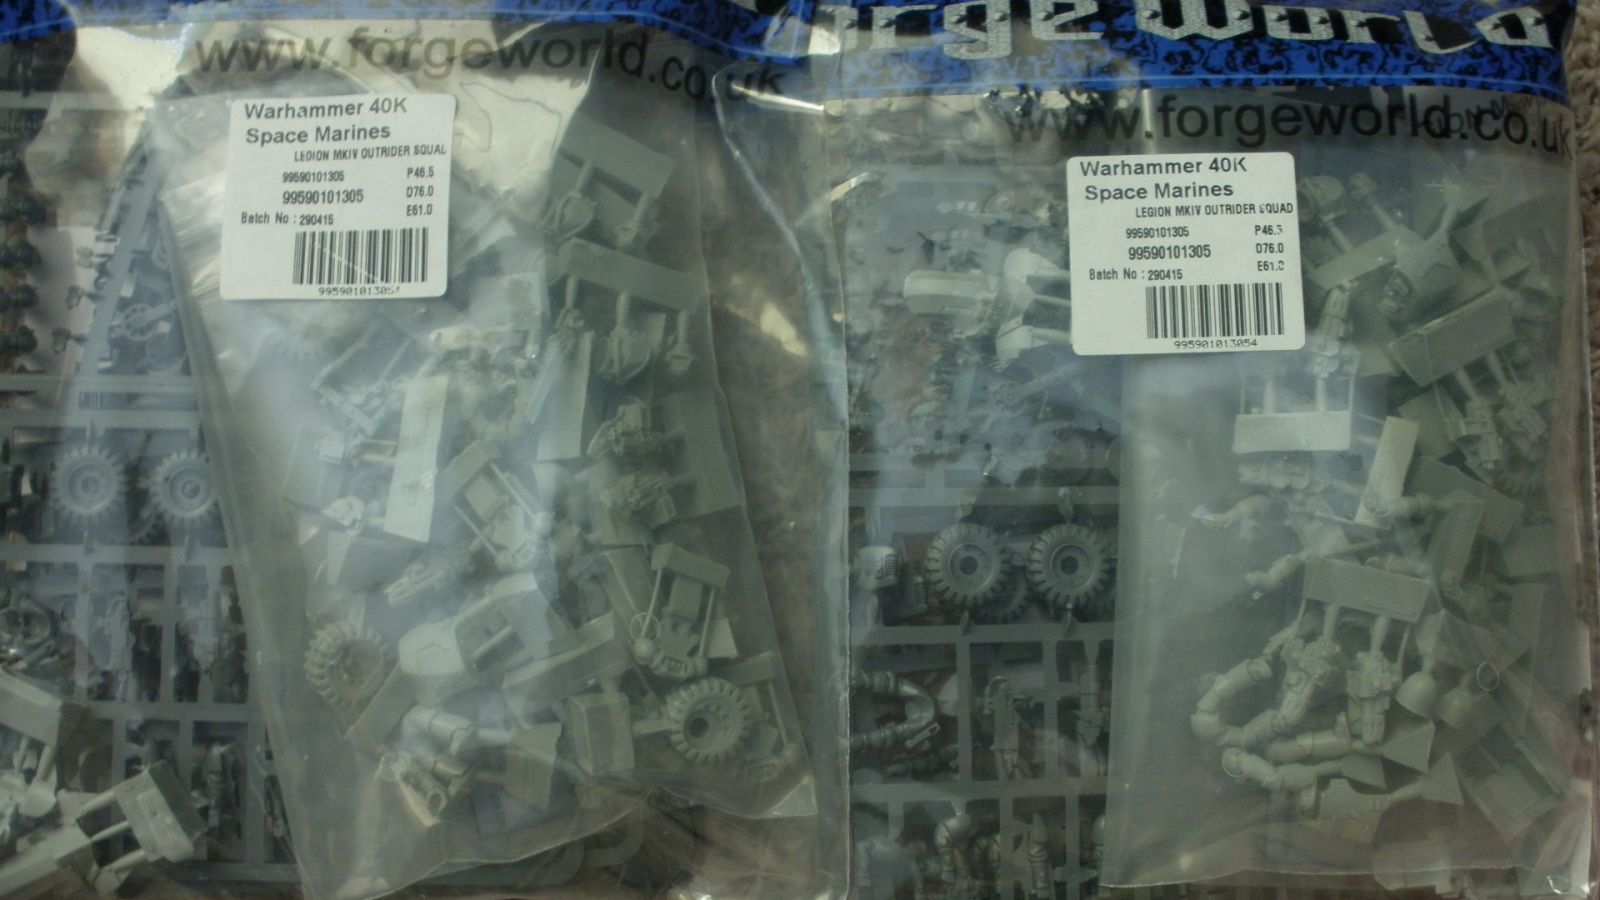 www.forgeworld.co.uk
Warhammer 40K
Space Marines
LEGION MKIV OUTRIDER SQUAD
99590101305 P46.5
99590101305 D76.0
Batch No : 290415 E61.0
995901013054
orge World
www.forgeworld.co.uk
Warhammer 40K
Space Marines
LEGION MKIV OUTRIDER SQUAD
99590101305 P46.5
99590101305 D76.0
Batch No : 290415 E61.0
995901013054